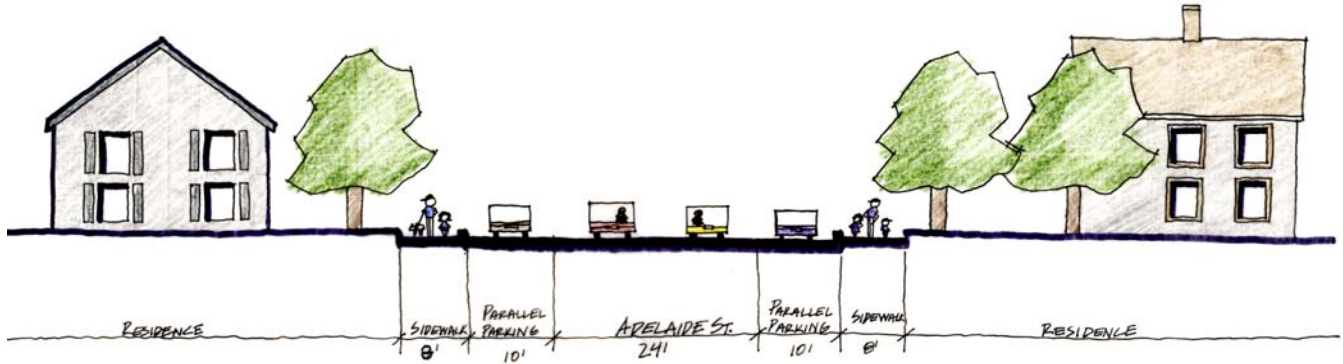 RESIDENCE
SIDEWALK
8'
PARALLEL
PARKING
10'
ADELAIDE ST.
24'
PARALLEL
PARKING
10'
SIDEWALK
8'
RESIDENCE